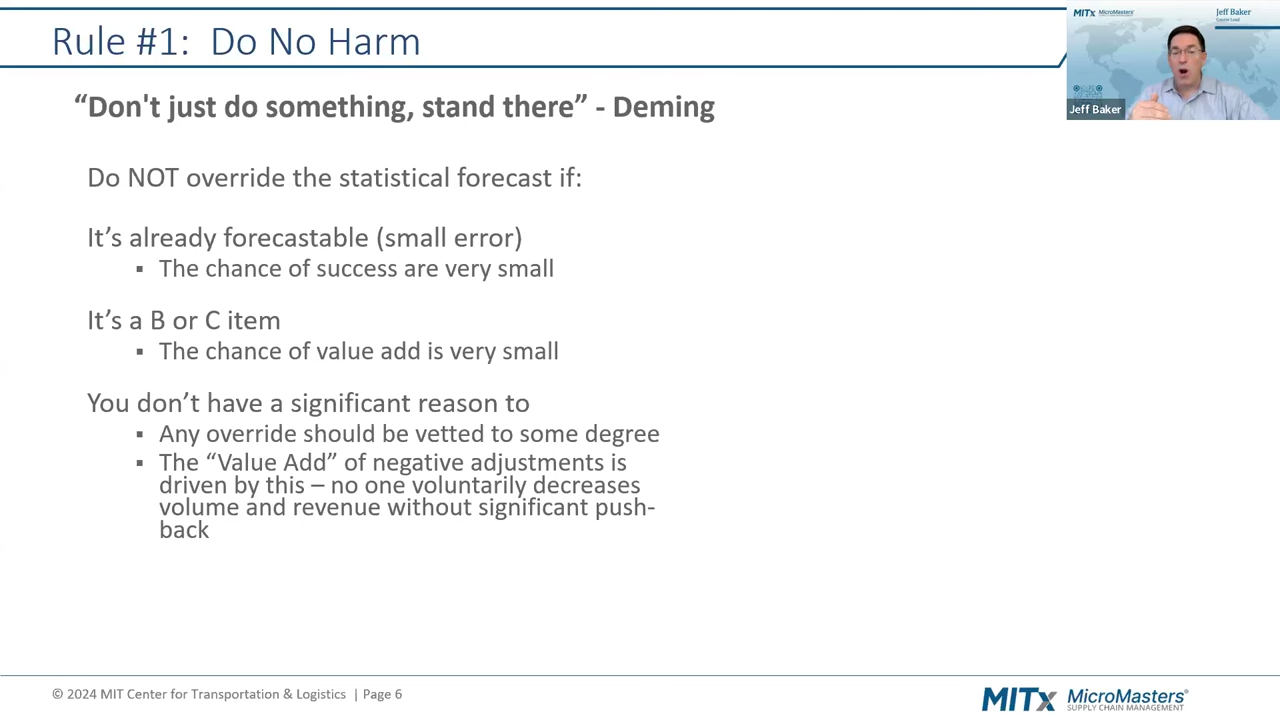 Rule #1: Do No Harm
MITx MicroMasters
Jeff Baker
Course Lead
Jeff Baker
“Don't just do something, stand there” - Deming
Do NOT override the statistical forecast if:
It’s already forecastable (small error)
▪ The chance of success are very small
It’s a B or C item
▪ The chance of value add is very small
You don’t have a significant reason to
▪ Any override should be vetted to some degree
▪ The “Value Add” of negative adjustments is
driven by this – no one voluntarily decreases
volume and revenue without significant push-
back
© 2024 MIT Center for Transportation & Logistics | Page 6
MITx MicroMasters®
SUPPLY CHAIN MANAGEMENT